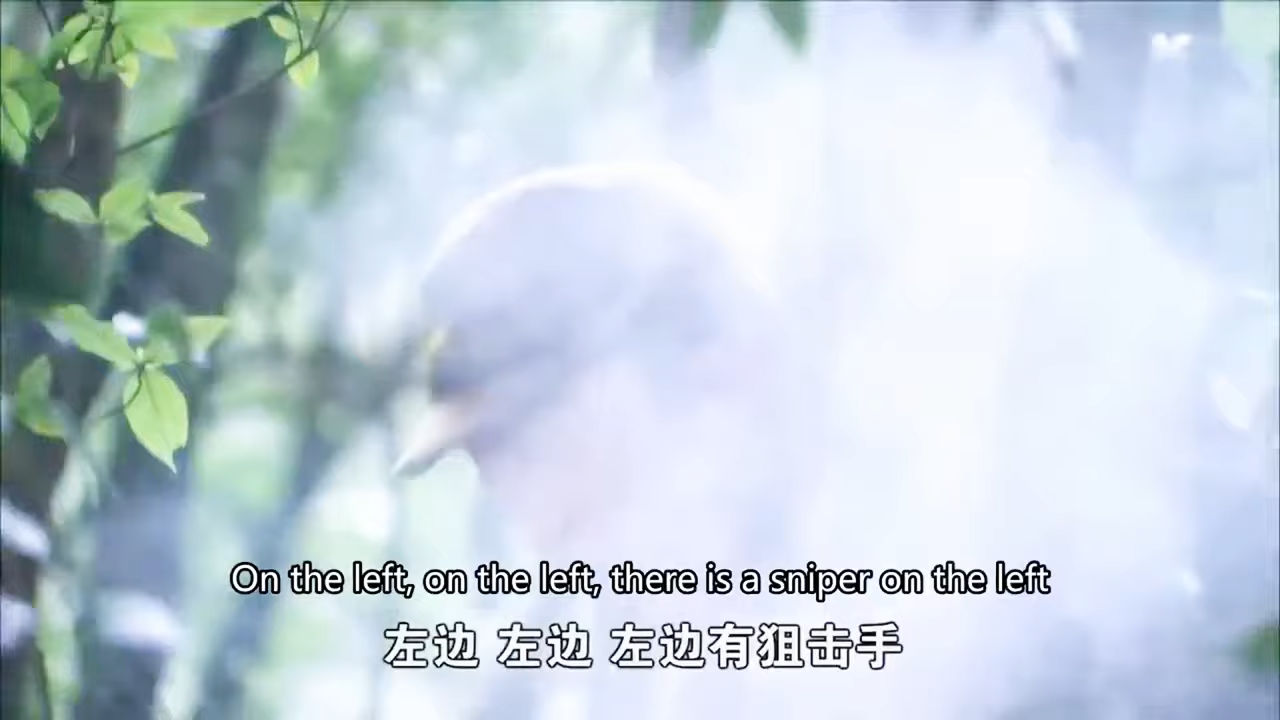 On the left, on the left, there is a sniper on the left
左边 左边 左边有狙击手